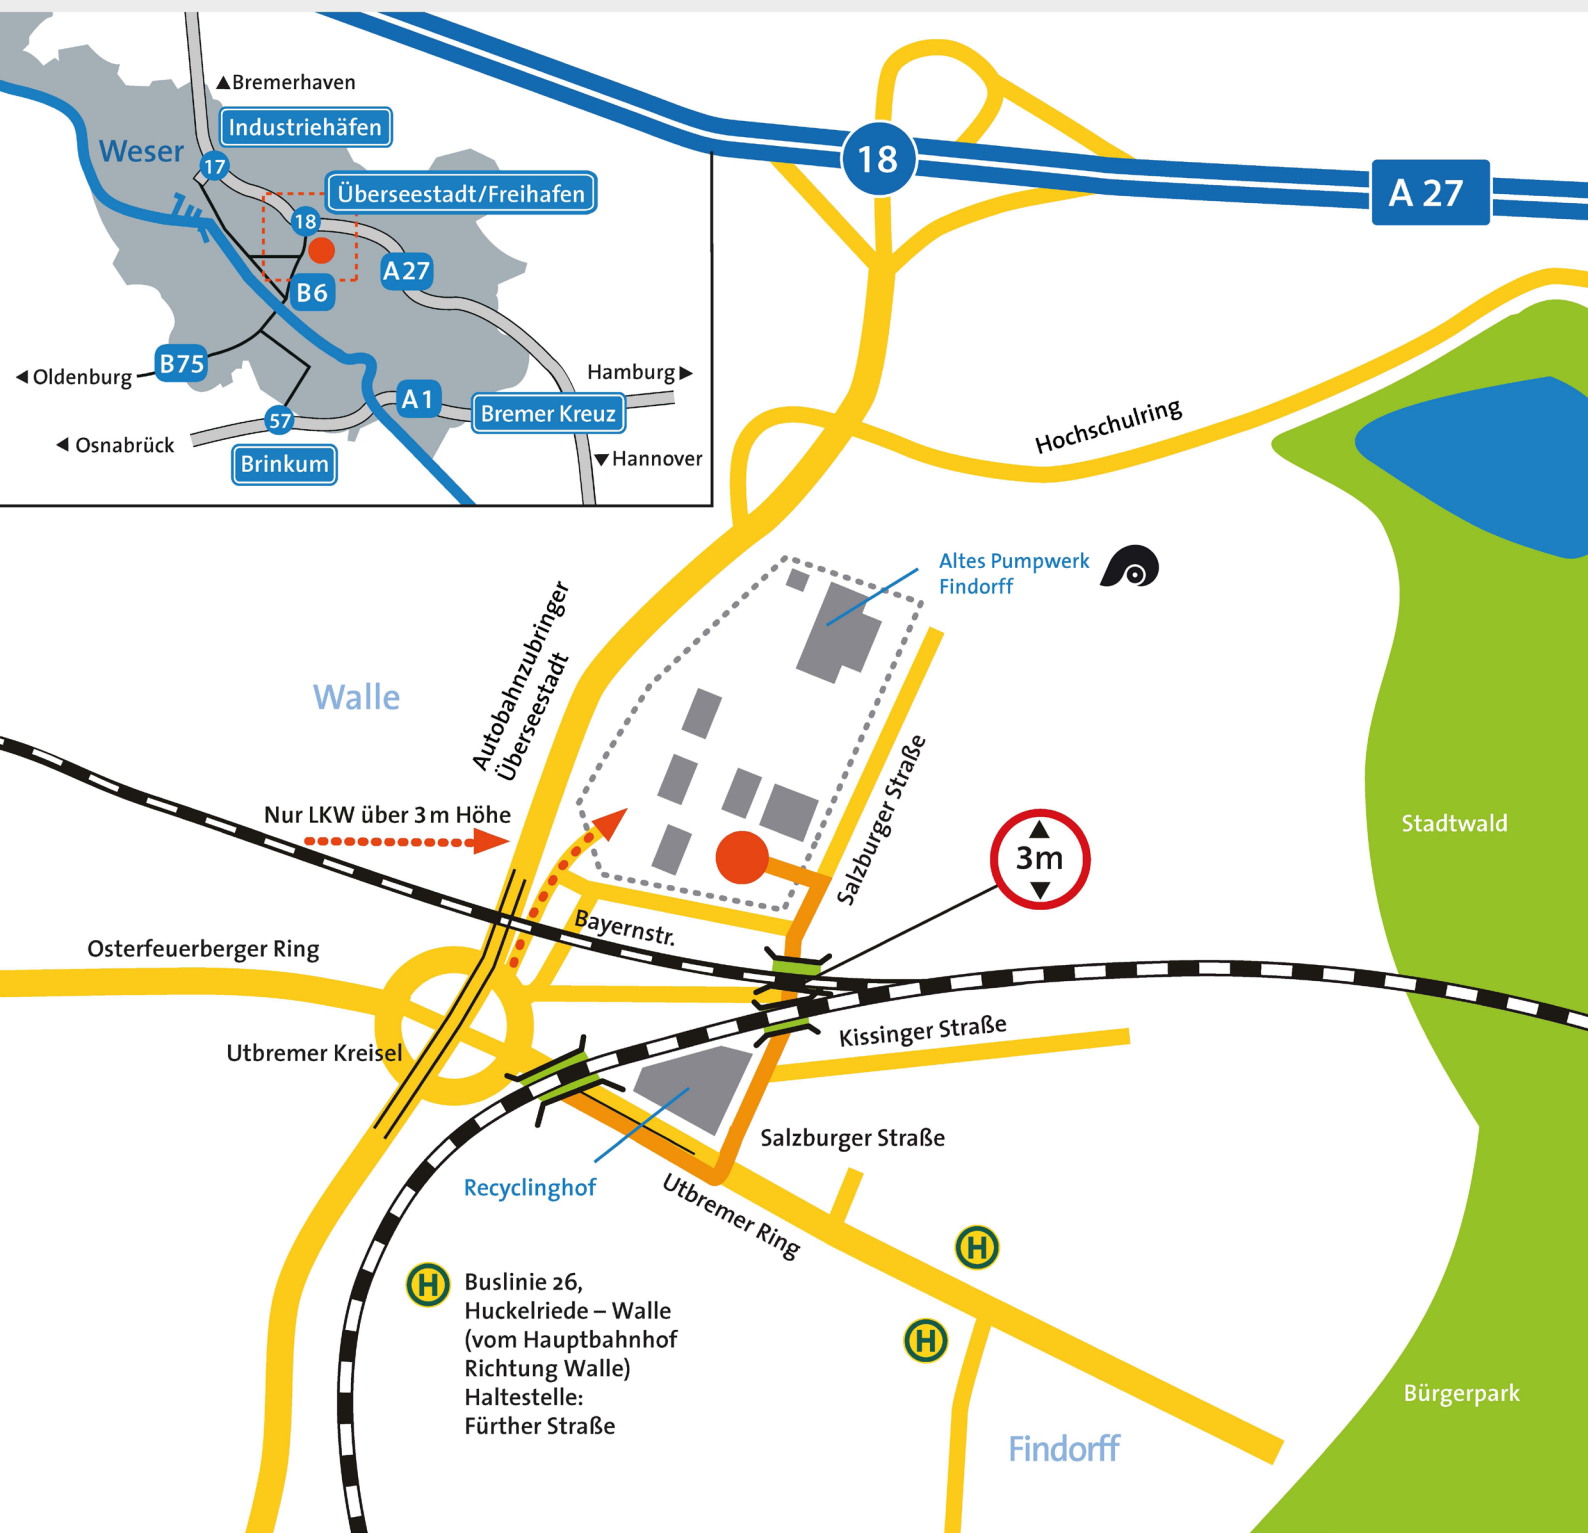 ▲Bremerhaven
Industriehäfen
Weser
17
Überseestadt/Freihafen
18
A27
B6
B75
◀Oldenburg
Hamburg▶
A1
Bremer Kreuz
57
◀ Osnabrück
Brinkum
▼Hannover
18
A 27
Hochschulring
Altes Pumpwerk
Findorff
Autobahnzubringer
Überseestadt
Walle
Salzburger Straße
Nur LKW über 3 m Höhe
3m
Stadtwald
Bayernstr.
Osterfeuerberger Ring
Kissinger Straße
Utbremer Kreisel
Salzburger Straße
Recyclinghof
Utbremer Ring
H
H
H
Buslinie 26,
Huckelriede – Walle
(vom Hauptbahnhof
Richtung Walle)
Haltestelle:
Fürther Straße
Bürgerpark
Findorff